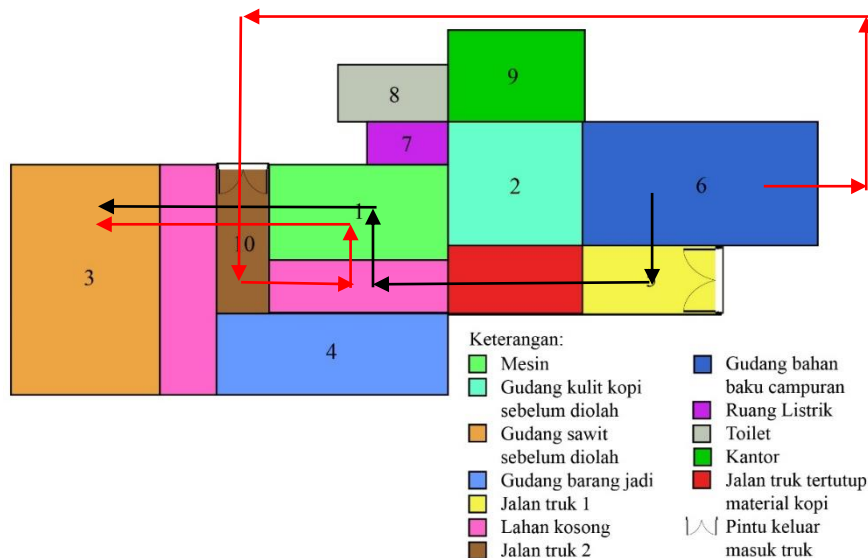 9
8
7
2
6
1
10
3
5
4
Keterangan:
Mesin
Gudang kulit kopi
sebelum diolah
Gudang sawit
sebelum diolah
Gudang barang jadi
Jalan truk 1
Lahan kosong
Jalan truk 2
Gudang bahan
baku campuran
Ruang Listrik
Toilet
Kantor
Jalan truk tertutup
material kopi
Pintu keluar
masuk truk